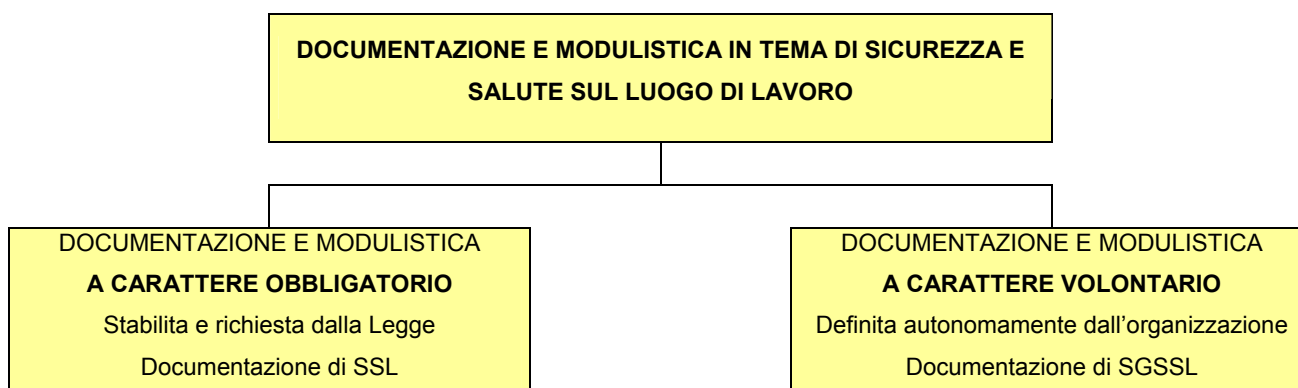 DOCUMENTAZIONE E MODULISTICA IN TEMA DI SICUREZZA E
SALUTE SUL LUOGO DI LAVORO
DOCUMENTAZIONE E MODULISTICA
A CARATTERE OBBLIGATORIO
Stabilita e richiesta dalla Legge
Documentazione di SSL
DOCUMENTAZIONE E MODULISTICA
A CARATTERE VOLONTARIO
Definita autonomamente dall'organizzazione
Documentazione di SGSSL